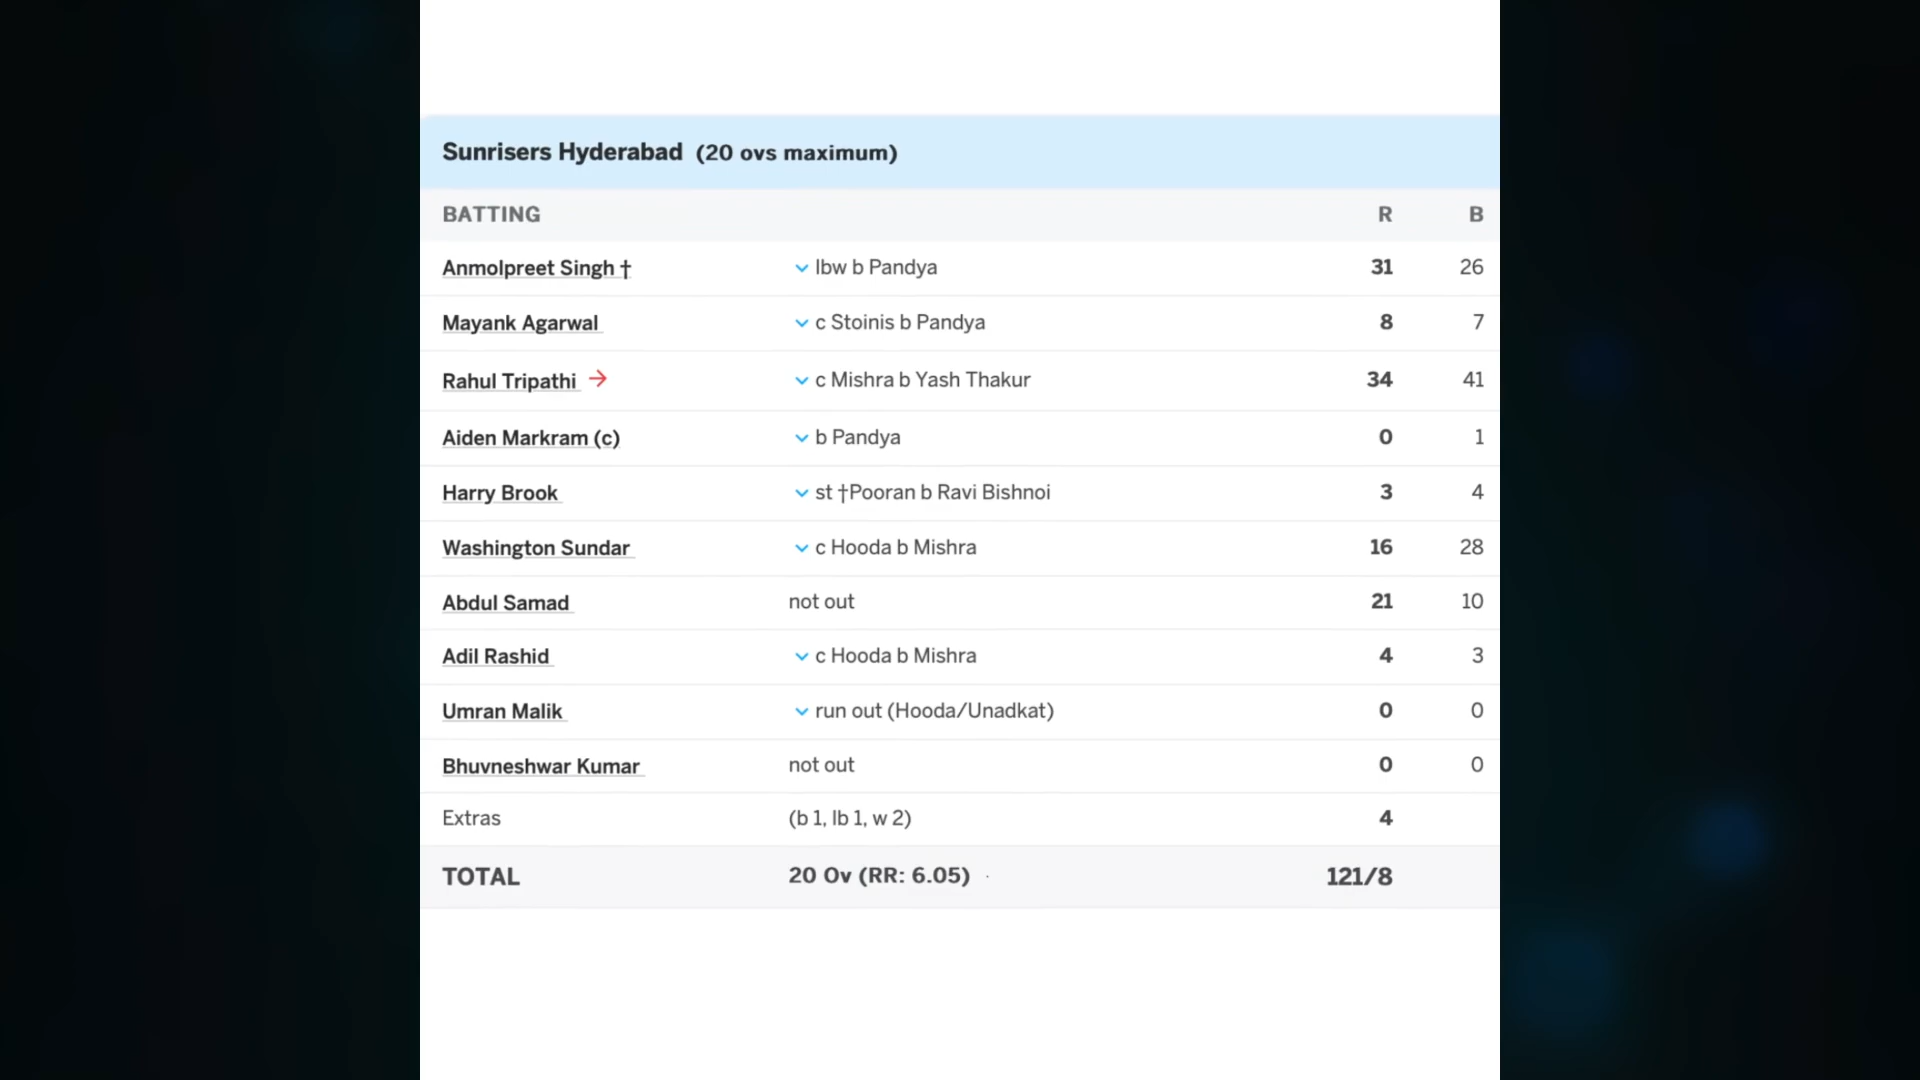 Sunrisers Hyderabad (20 ovs maximum)
BATTING R B
Anmolpreet Singh † lbw b Pandya 31 26
Mayank Agarwal c Stoinis b Pandya 8 7
Rahul Tripathi → c Mishra b Yash Thakur 34 41
Aiden Markram (c) b Pandya 0 1
Harry Brook st †Pooran b Ravi Bishnoi 3 4
Washington Sundar c Hooda b Mishra 16 28
Abdul Samad not out 21 10
Adil Rashid c Hooda b Mishra 4 3
Umran Malik run out (Hooda/Unadkat) 0 0
Bhuvneshwar Kumar not out 0 0
Extras (b 1, lb 1, w 2) 4
TOTAL 20 Ov (RR: 6.05) 121/8